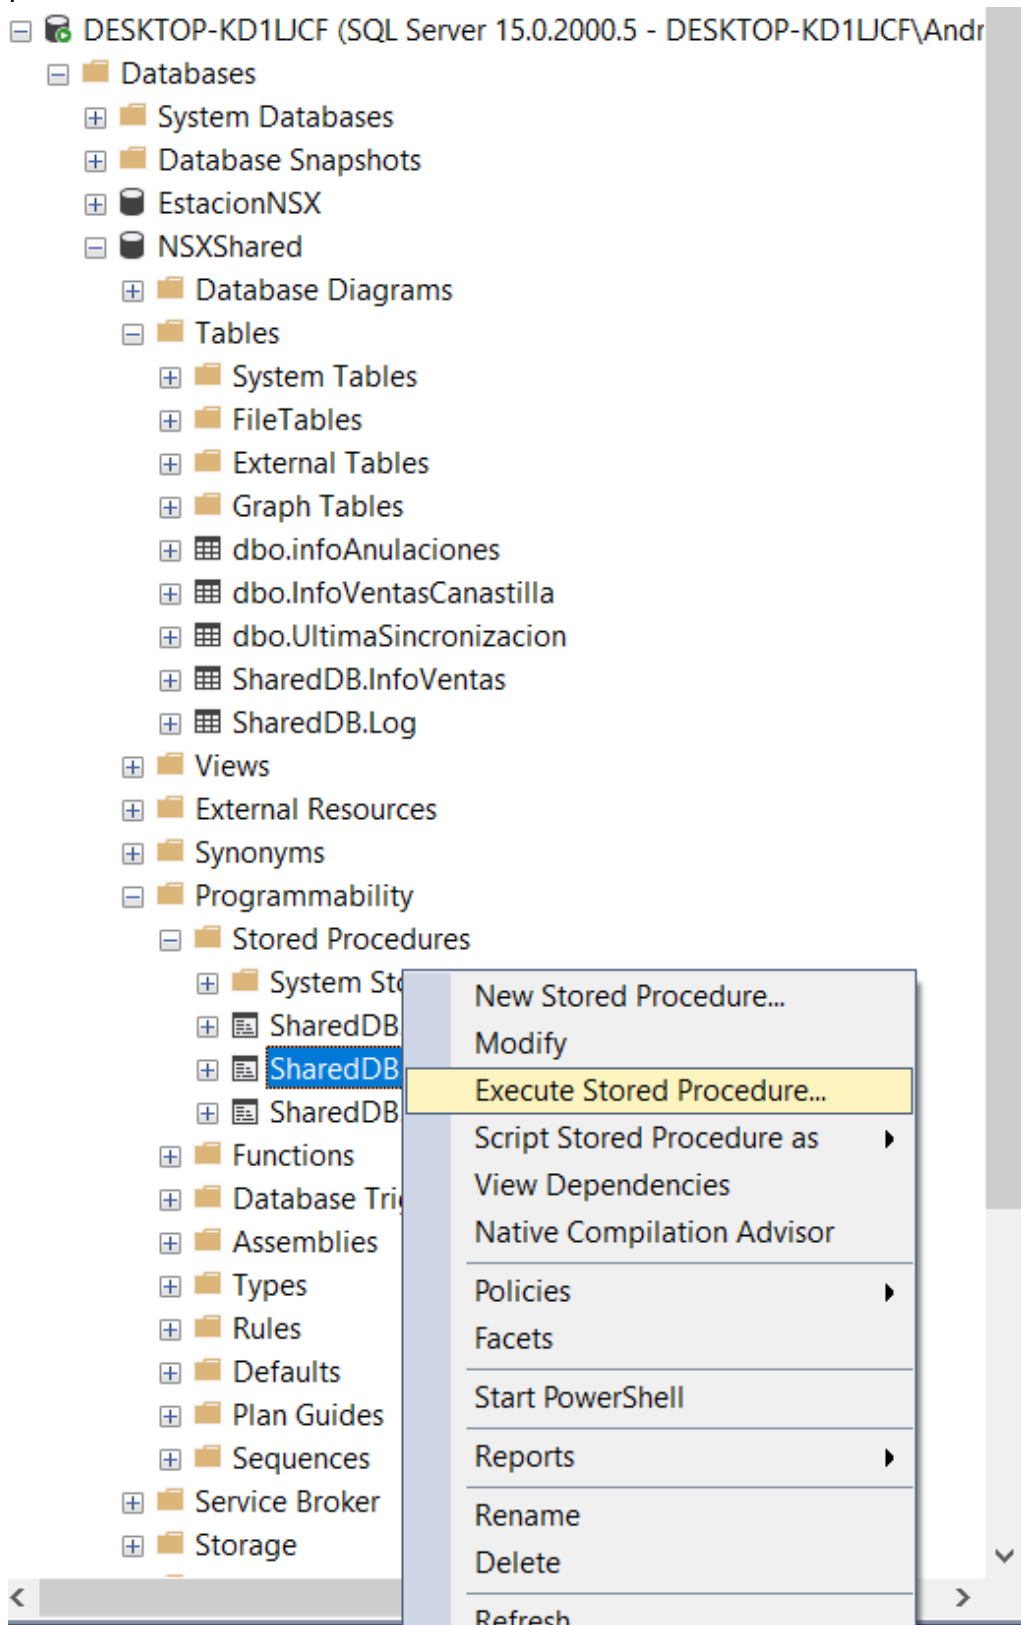 DESKTOP-KD1LJCF (SQL Server 15.0.2000.5 - DESKTOP-KD1LJCF\Andr
Databases
System Databases
Database Snapshots
EstacionNSX
NSXShared
Database Diagrams
Tables
System Tables
FileTables
External Tables
Graph Tables
dbo.infoAnulaciones
dbo.InfoVentasCanastilla
dbo.UltimaSincronizacion
SharedDB.InfoVentas
SharedDB.Log
Views
External Resources
Synonyms
Programmability
Stored Procedures
System Sto
SharedDB.
SharedDB
SharedDB.
Functions
Database Tri
Assemblies
Types
Rules
Defaults
Plan Guides
Sequences
Service Broker
Storage
New Stored Procedure...
Modify
Execute Stored Procedure...
Script Stored Procedure as
View Dependencies
Native Compilation Advisor
Policies
Facets
Start PowerShell
Reports
Rename
Delete
Refresh